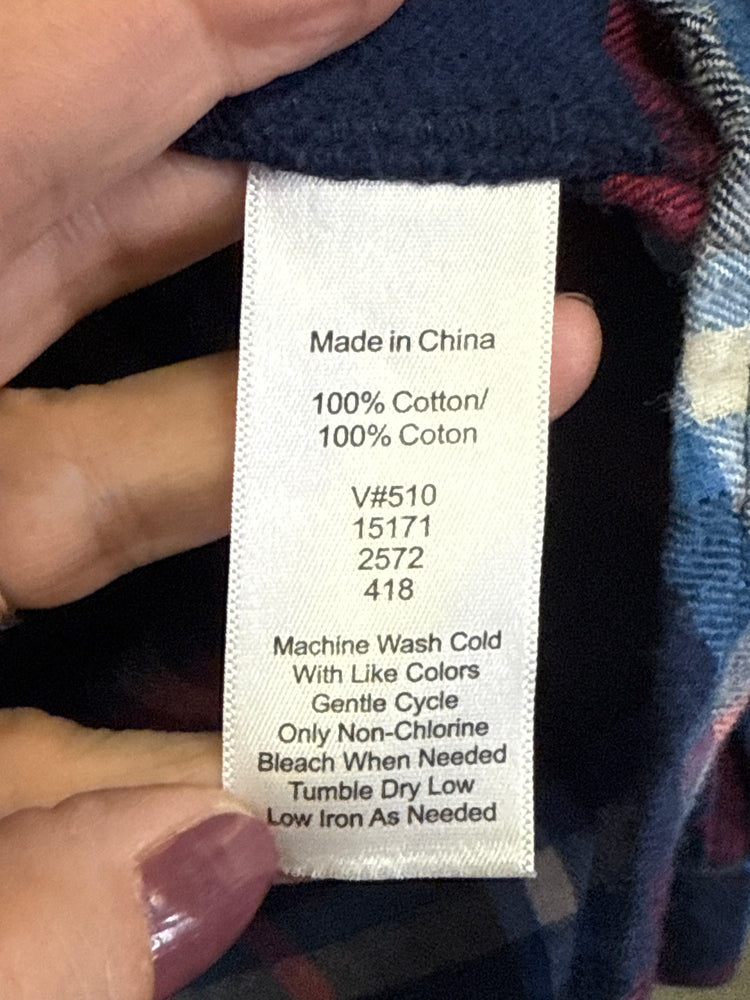 Made in China
100% Cotton/
100% Coton
V#510
15171
2572
418
Machine Wash Cold
With Like Colors
Gentle Cycle
Only Non-Chlorine
Bleach When Needed
Tumble Dry Low
Low Iron As Needed